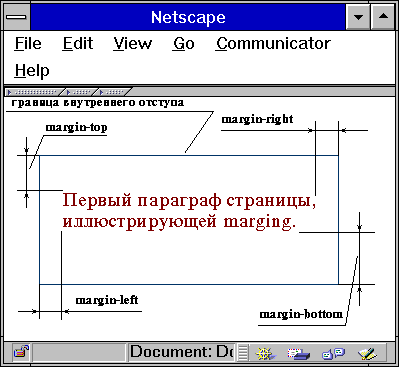 Netscape
File Edit View Go Communicator
Help
граница внутреннего отступа
margin-right
margin-top
Первый параграф страницы,
иллюстрирующей marging.
margin-left
margin-bottom
Document: Do